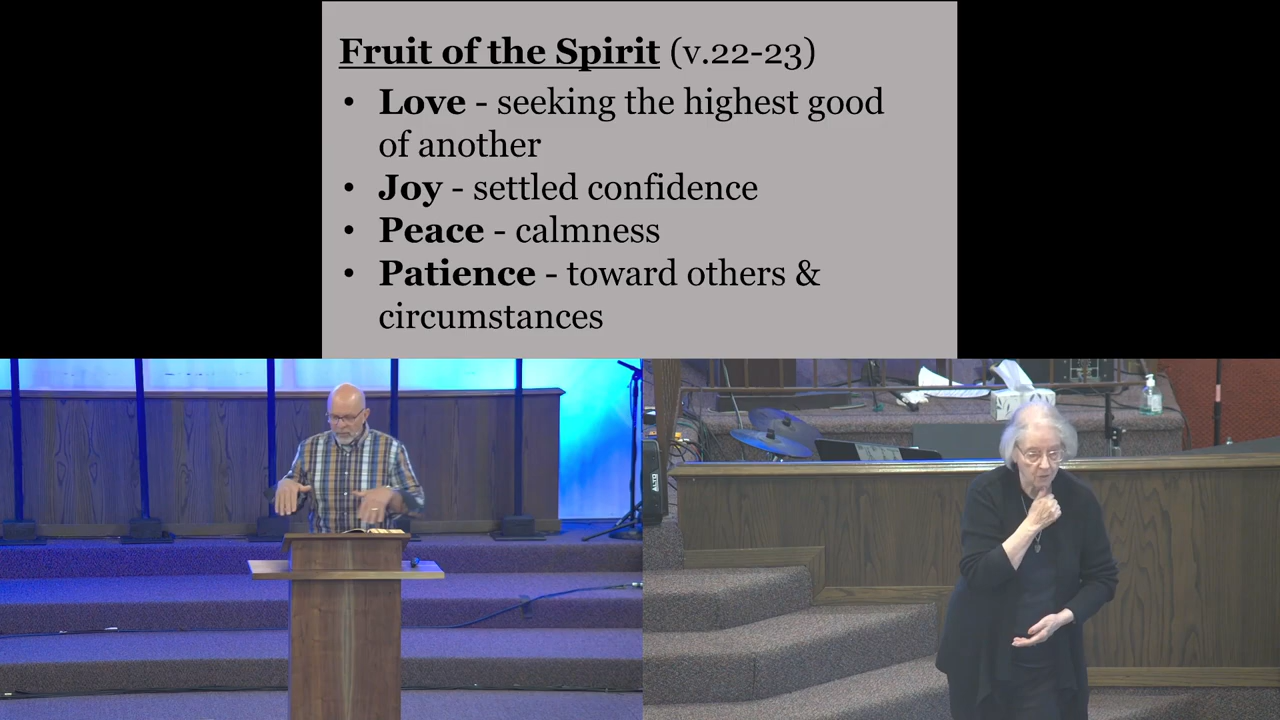 Fruit of the Spirit (v.22-23)
• Love - seeking the highest good
of another
• Joy - settled confidence
• Peace - calmness
• Patience - toward others &
circumstances
ALTO